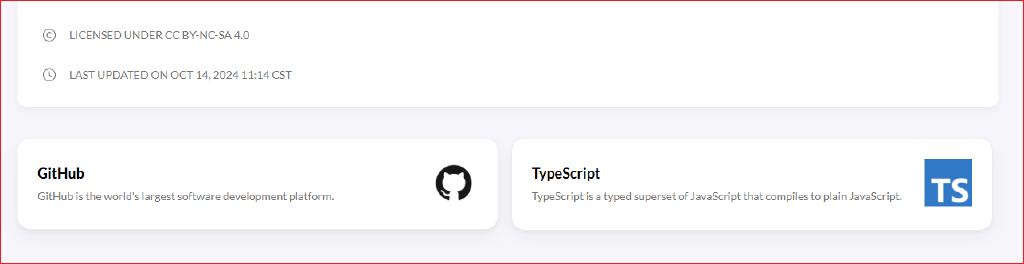 LICENSED UNDER CC BY-NC-SA 4.0
LAST UPDATED ON OCT 14, 2024 11:14 CST
GitHub
GitHub is the world's largest software development platform.
TypeScript
TypeScript is a typed superset of JavaScript that compiles to plain JavaScript.
TS